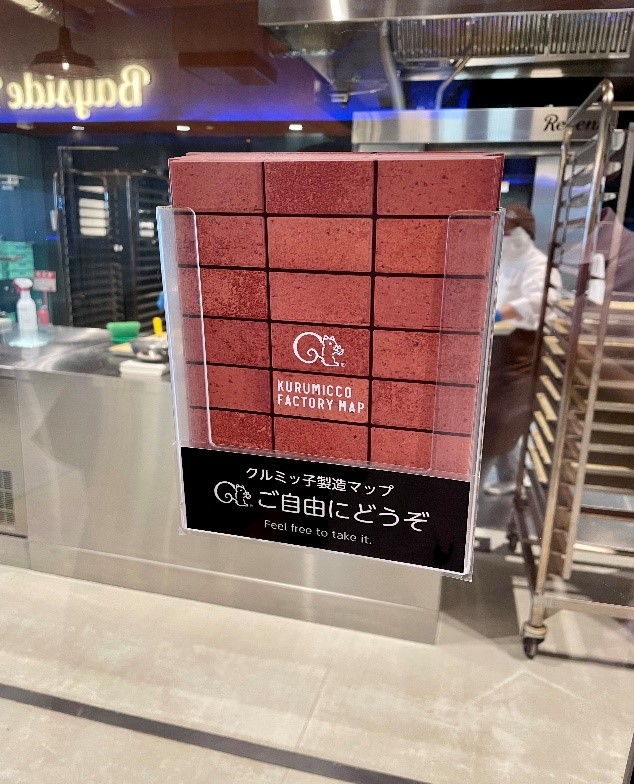 Bayside
KURUMICCO
FACTORY MAP
クルミッ子製造マップ
ご自由にどうぞ
Feel free to take it.